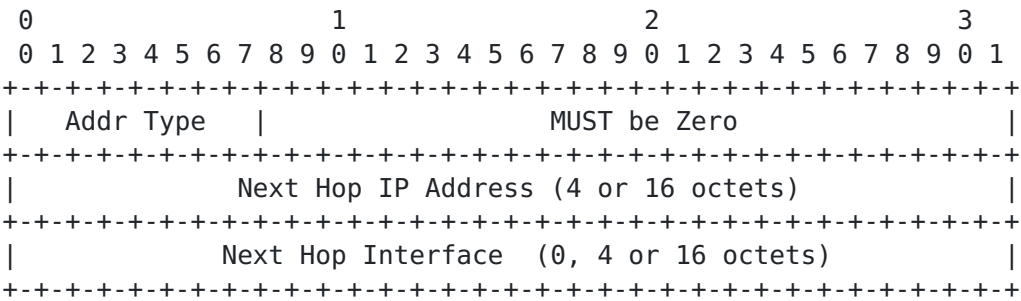 0                   1                   2                   3
 0 1 2 3 4 5 6 7 8 9 0 1 2 3 4 5 6 7 8 9 0 1 2 3 4 5 6 7 8 9 0 1
+-+-+-+-+-+-+-+-+-+-+-+-+-+-+-+-+-+-+-+-+-+-+-+-+-+-+-+-+-+-+-+-+
|   Addr Type   |                  MUST be Zero                 |
+-+-+-+-+-+-+-+-+-+-+-+-+-+-+-+-+-+-+-+-+-+-+-+-+-+-+-+-+-+-+-+-+
|              Next Hop IP Address (4 or 16 octets)             |
+-+-+-+-+-+-+-+-+-+-+-+-+-+-+-+-+-+-+-+-+-+-+-+-+-+-+-+-+-+-+-+-+
|             Next Hop Interface  (0, 4 or 16 octets)           |
+-+-+-+-+-+-+-+-+-+-+-+-+-+-+-+-+-+-+-+-+-+-+-+-+-+-+-+-+-+-+-+-+